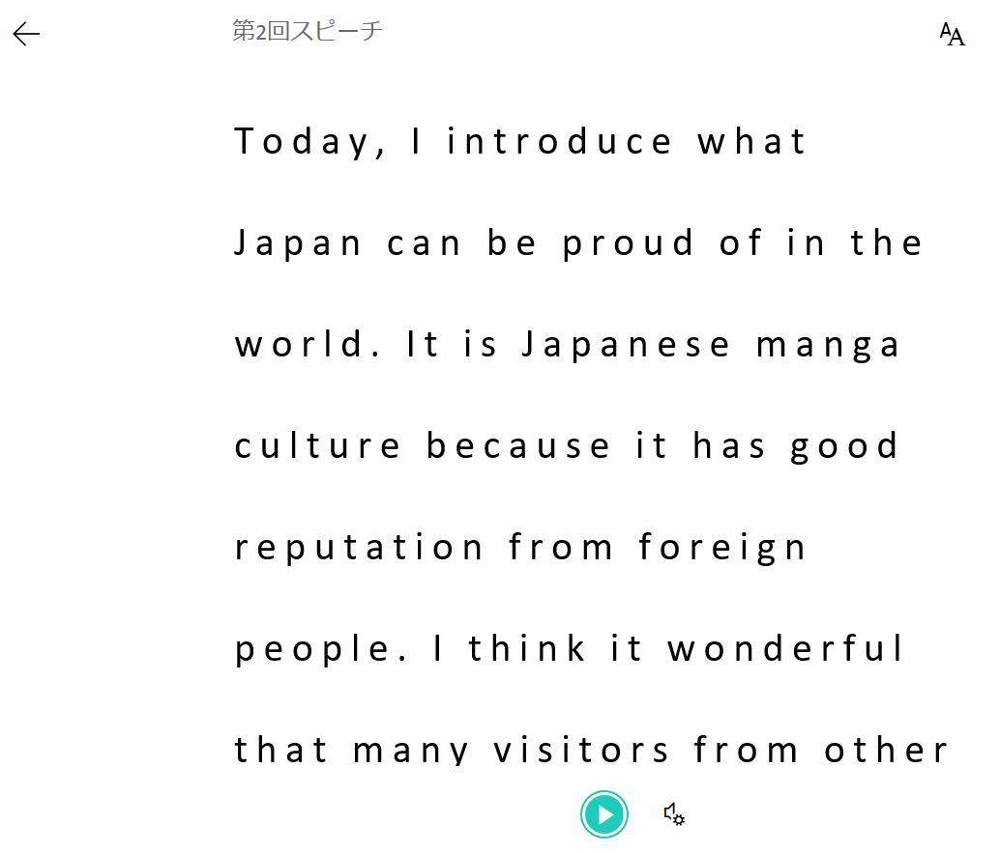 第2回スピーチ
AA
Today, I introduce what
Japan can be proud of in the
world. It is Japanese manga
culture because it has good
reputation from foreign
people. I think it wonderful
that many visitors from other